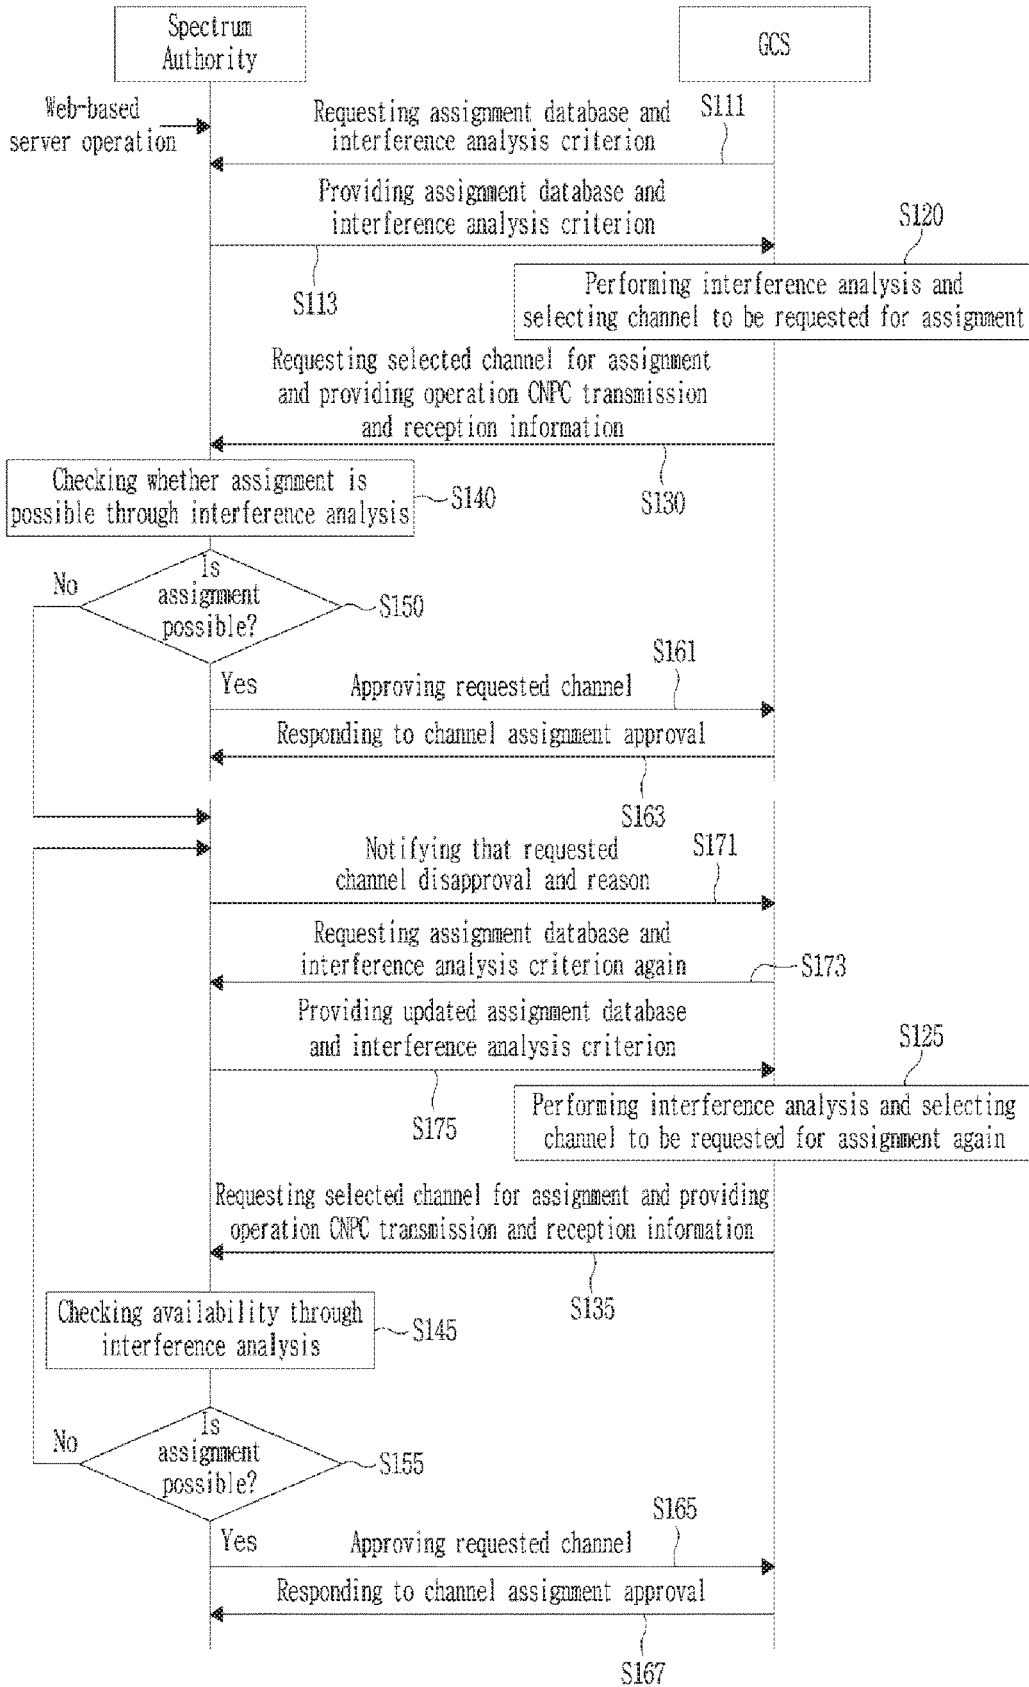 Spectrum
Authority
GCS
Web-based
server operation
Requesting assignment database and
interference analysis criterion
S111
Providing assignment database and
interference analysis criterion
S113
S120
Performing interference analysis and
selecting channel to be requested for assignment
Requesting selected channel for assignment
and providing operation CNPC transmission
and reception information
S130
Checking whether assignment is
possible through interference analysis
S140
No
Is
assignment
possible?
S150
Yes
Approving requested channel
S161
Responding to channel assignment approval
S163
Notifying that requested
channel disapproval and reason
S171
Requesting assignment database and
interference analysis criterion again
S173
Providing updated assignment database
and interference analysis criterion
S175
S125
Performing interference analysis and selecting
channel to be requested for assignment again
Requesting selected channel for assignment and providing
operation CNPC transmission and reception information
S135
Checking availability through
interference analysis
S145
No
Is
assignment
possible?
S155
Yes
Approving requested channel
S165
Responding to channel assignment approval
S167